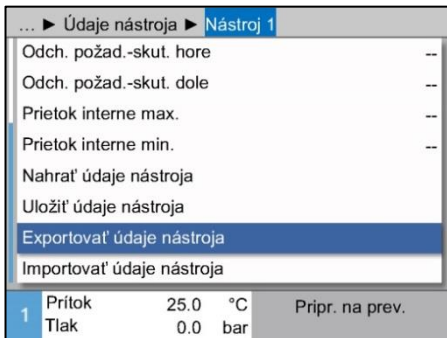 ... ► Údaje nástroja ► Nástroj 1
Odch. požad.-skut. hore --
Odch. požad.-skut. dole --
Prietok interne max. --
Prietok interne min. --
Nahrať údaje nástroja
Uložiť údaje nástroja
Exportovať údaje nástroja
Importovať údaje nástroja
1 Prítok 25.0 °C Pripr. na prev.
Tlak 0.0 bar